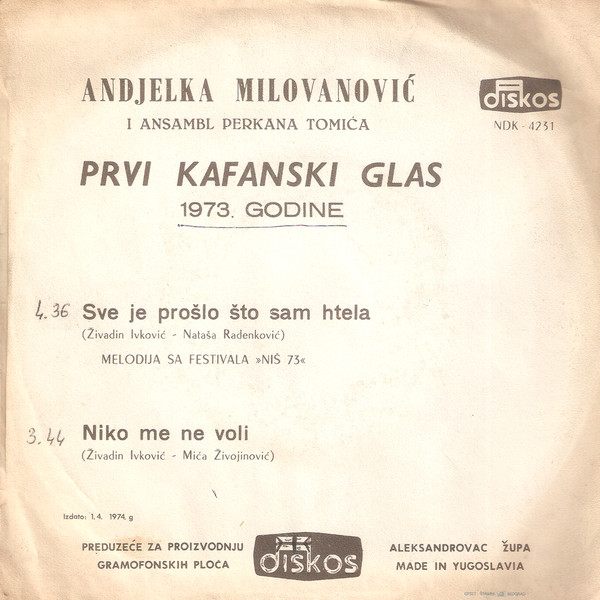 ANDJELKA MILOVANOVIĆ
I ANSAMBL PERKANA TOMIĆA
diskos
NDK - 4231
PRVI KAFANSKI GLAS
1973. GODINE
4.36 Sve je prošlo što sam htela
(Živadin Ivković - Nataša Radenković)
MELODIJA SA FESTIVALA »NIŠ 73«
3.44 Niko me ne voli
(Živadin Ivković - Mića Živojinović)
Izdato: 1. 4. 1974. g
PREDUZEĆE ZA PROIZVODNJU
GRAMOFONSKIH PLOČA
diskos
ALEKSANDROVAC ŽUPA
MADE IN YUGOSLAVIA